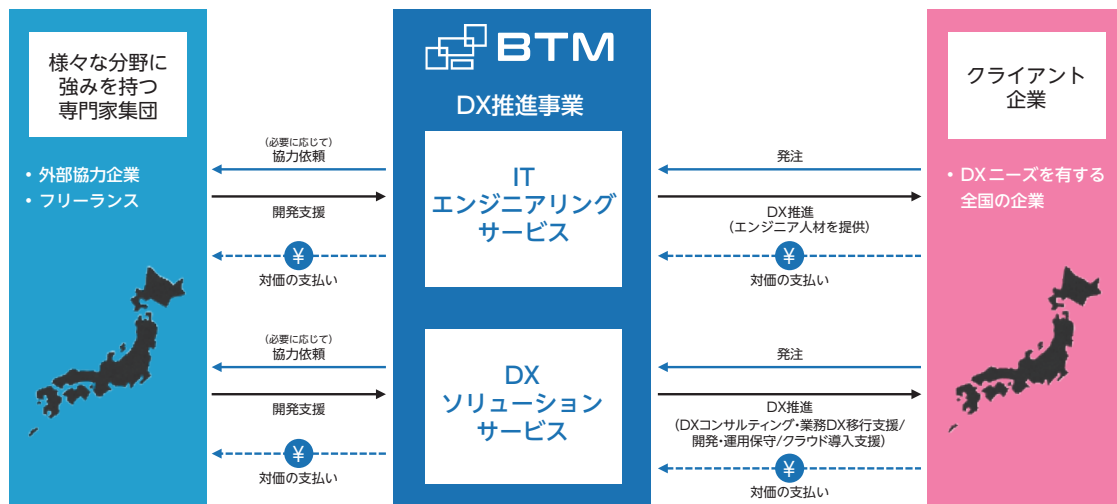 様々な分野に
強みを持つ
専門家集団
・外部協力企業
・フリーランス
(必要に応じて)
協力依頼
開発支援
¥
対価の支払い
(必要に応じて)
協力依頼
開発支援
¥
対価の支払い
BTM
DX推進事業
IT
エンジニアリング
サービス
DX
ソリューション
サービス
発注
DX推進
(エンジニア人材を提供)
¥
対価の支払い
発注
DX推進
(DXコンサルティング・業務DX移行支援/
開発・運用保守/クラウド導入支援)
¥
対価の支払い
クライアント
企業
・DXニーズを有する
全国の企業